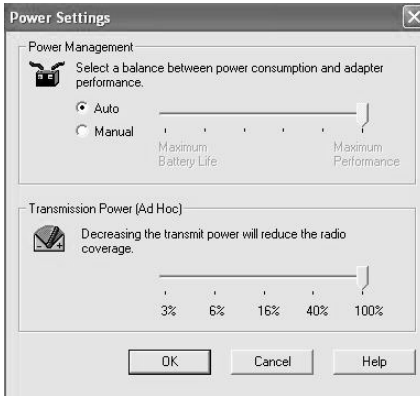 Power Settings
Power Management
Select a balance between power consumption and adapter
performance.
Auto
Manual
Maximum Maximum
Battery Life Performance
Transmission Power (Ad Hoc)
Decreasing the transmit power will reduce the radio
coverage.
3% 6% 16% 40% 100%
OK Cancel Help